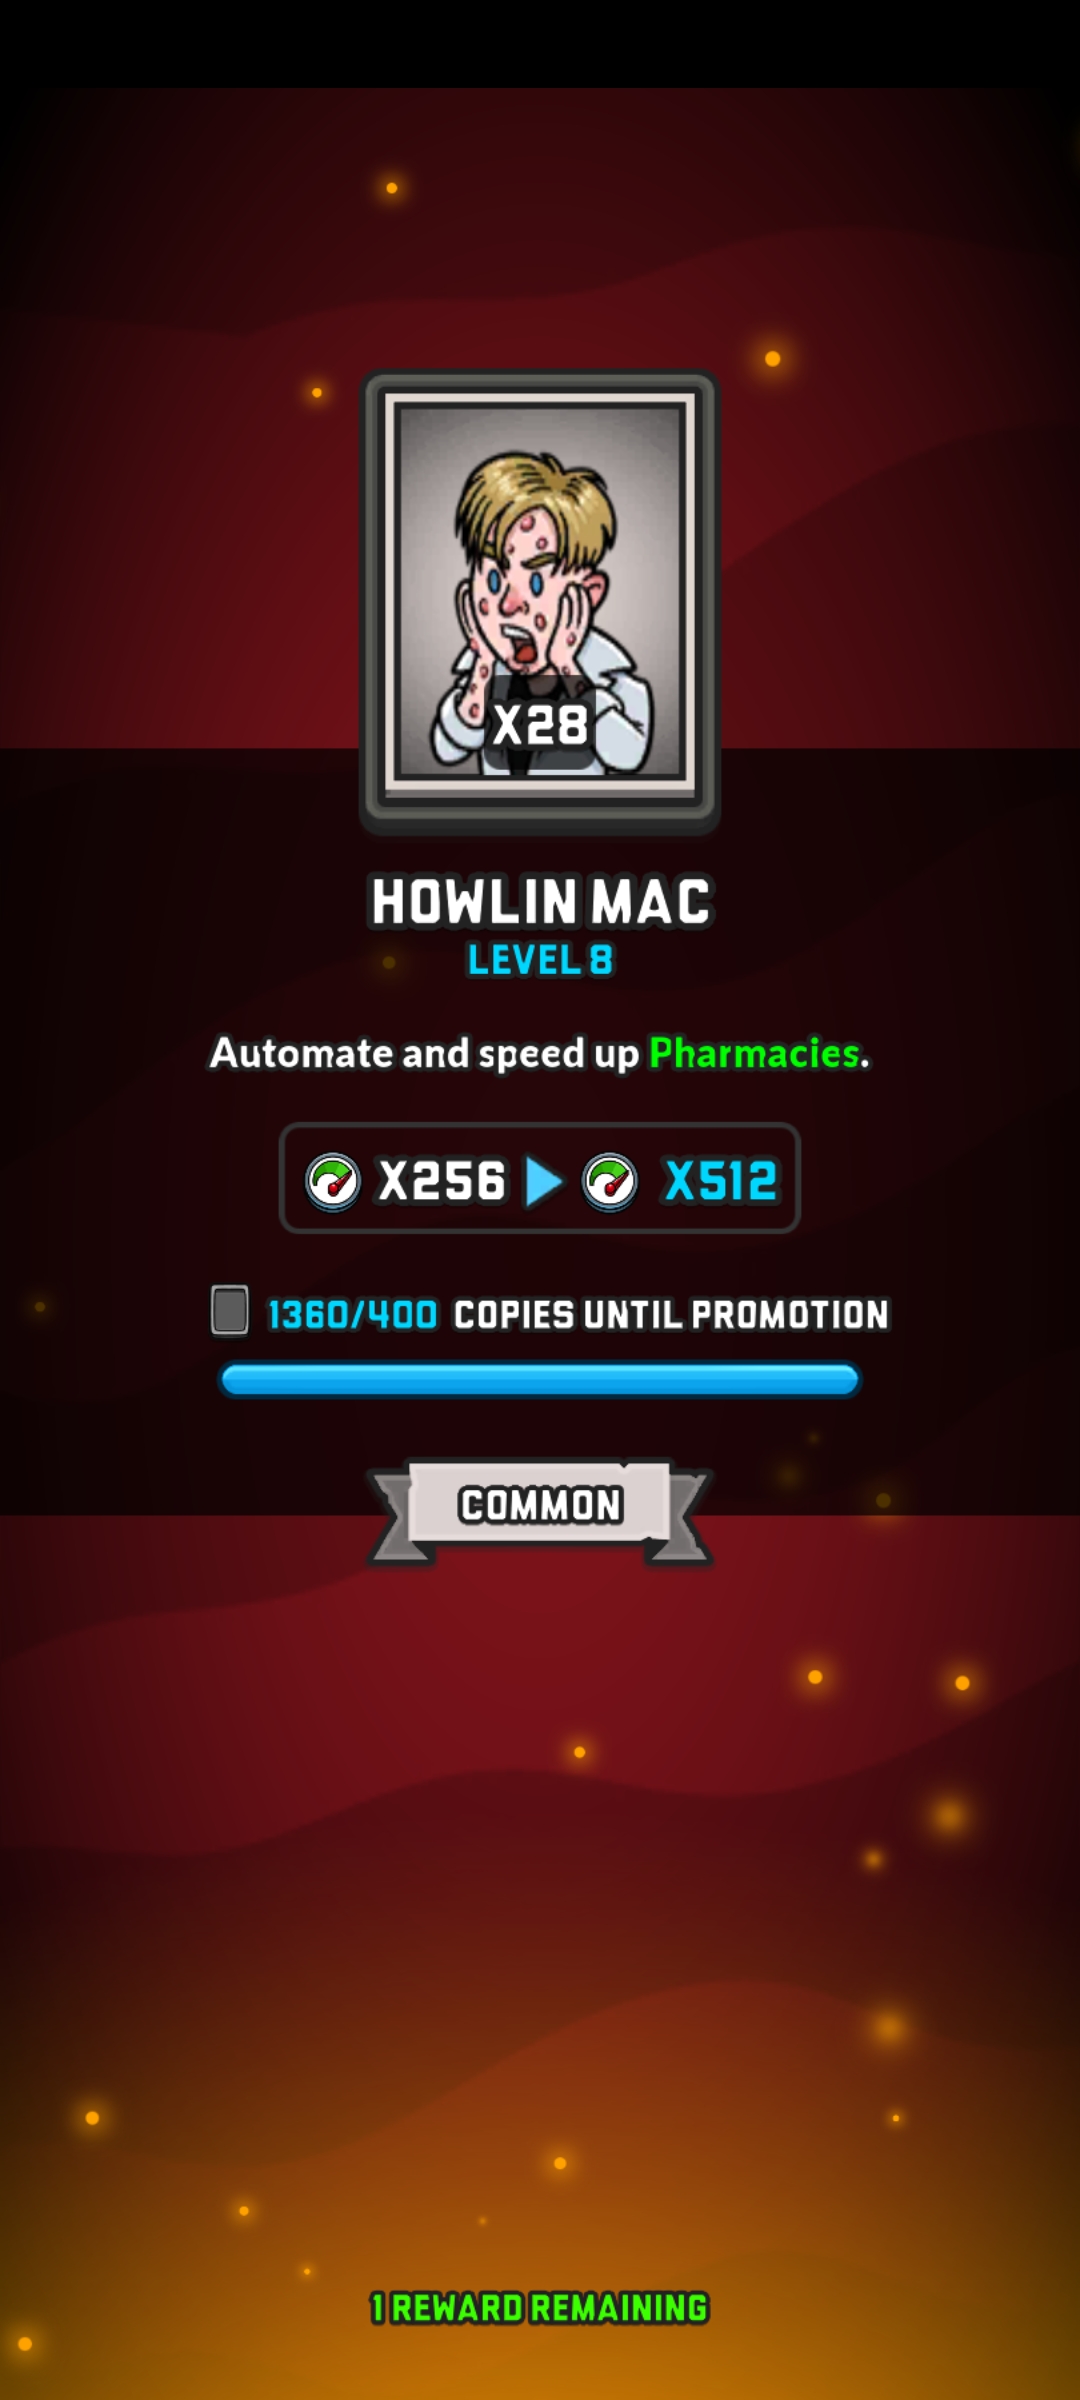 X28
HOWLIN MAC
LEVEL 8
Automate and speed up Pharmacies.
X256 X512
1360/400 COPIES UNTIL PROMOTION
COMMON
1 REWARD REMAINING